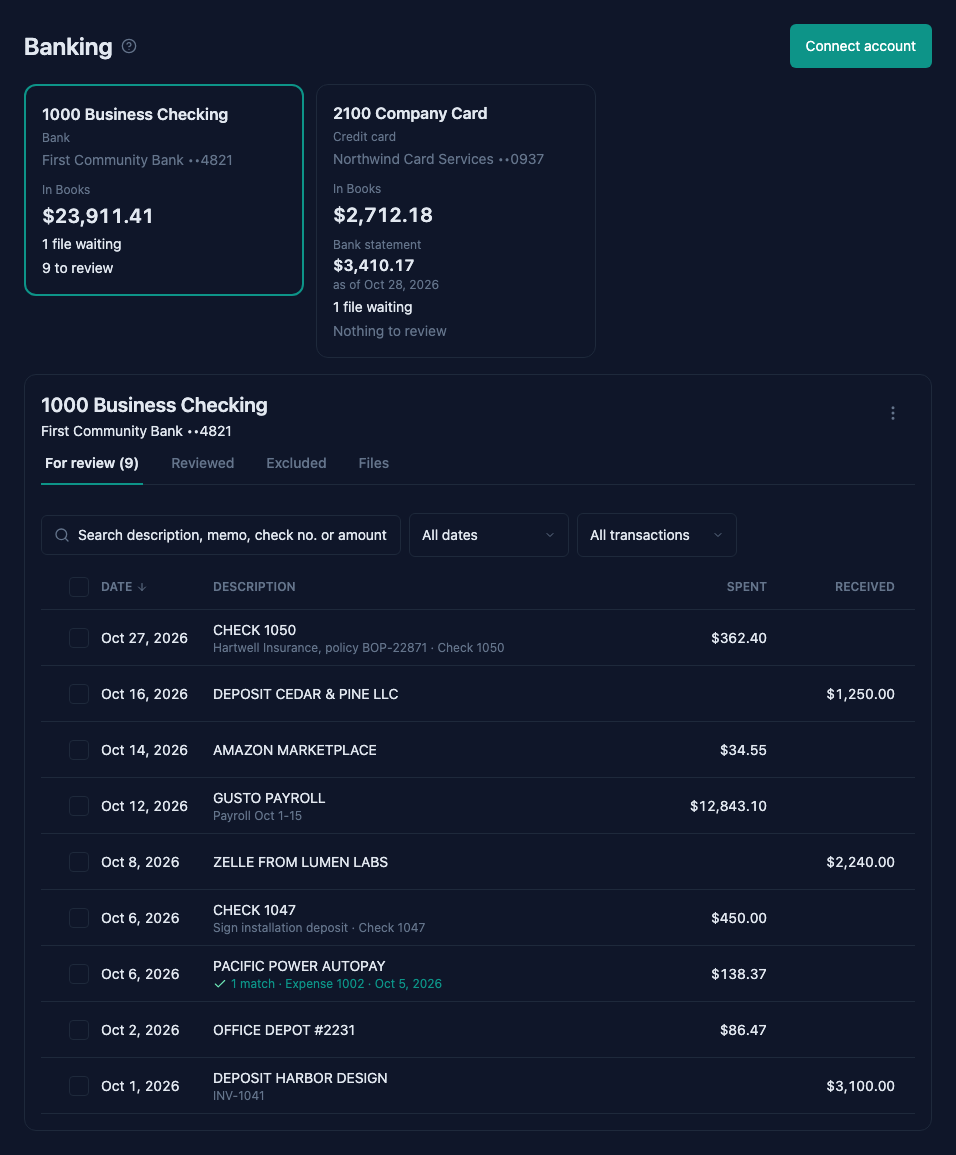 Banking
Connect account
1000 Business Checking
Bank
First Community Bank ••4821
In Books
$23,911.41
1 file waiting
9 to review
2100 Company Card
Credit card
Northwind Card Services ••0937
In Books
$2,712.18
Bank statement
$3,410.17
as of Oct 28, 2026
1 file waiting
Nothing to review
1000 Business Checking
First Community Bank ••4821
For review (9) Reviewed Excluded Files
Search description, memo, check no. or amount All dates All transactions
DATE ↓ DESCRIPTION SPENT RECEIVED
Oct 27, 2026 CHECK 1050 $362.40
Hartwell Insurance, policy BOP-22871 · Check 1050
Oct 16, 2026 DEPOSIT CEDAR & PINE LLC $1,250.00
Oct 14, 2026 AMAZON MARKETPLACE $34.55
Oct 12, 2026 GUSTO PAYROLL $12,843.10
Payroll Oct 1-15
Oct 8, 2026 ZELLE FROM LUMEN LABS $2,240.00
Oct 6, 2026 CHECK 1047 $450.00
Sign installation deposit · Check 1047
Oct 6, 2026 PACIFIC POWER AUTOPAY $138.37
✓ 1 match · Expense 1002 · Oct 5, 2026
Oct 2, 2026 OFFICE DEPOT #2231 $86.47
Oct 1, 2026 DEPOSIT HARBOR DESIGN $3,100.00
INV-1041